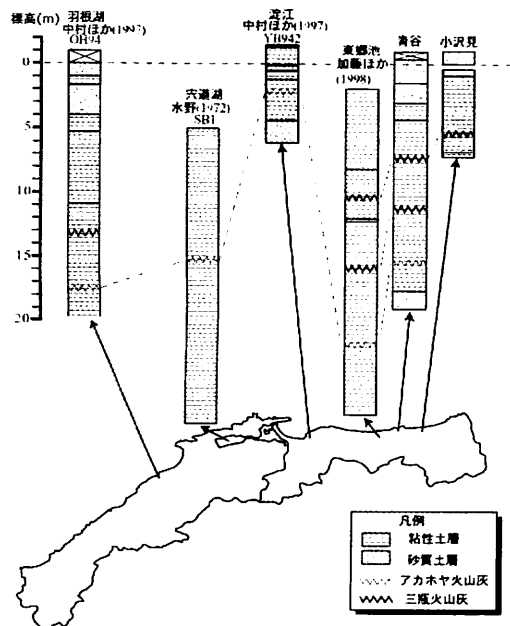 標高(m)
0
5
10
15
20
羽根湖
中村ほか(1997)
OH94
宍道湖
水野(1972)
SB1
淀江
中村ほか(1997)
YB942
東郷池
加藤ほか
(1998)
青谷
小沢見
凡例
粘性土層
砂質土層
アカホヤ火山灰
三瓶火山灰